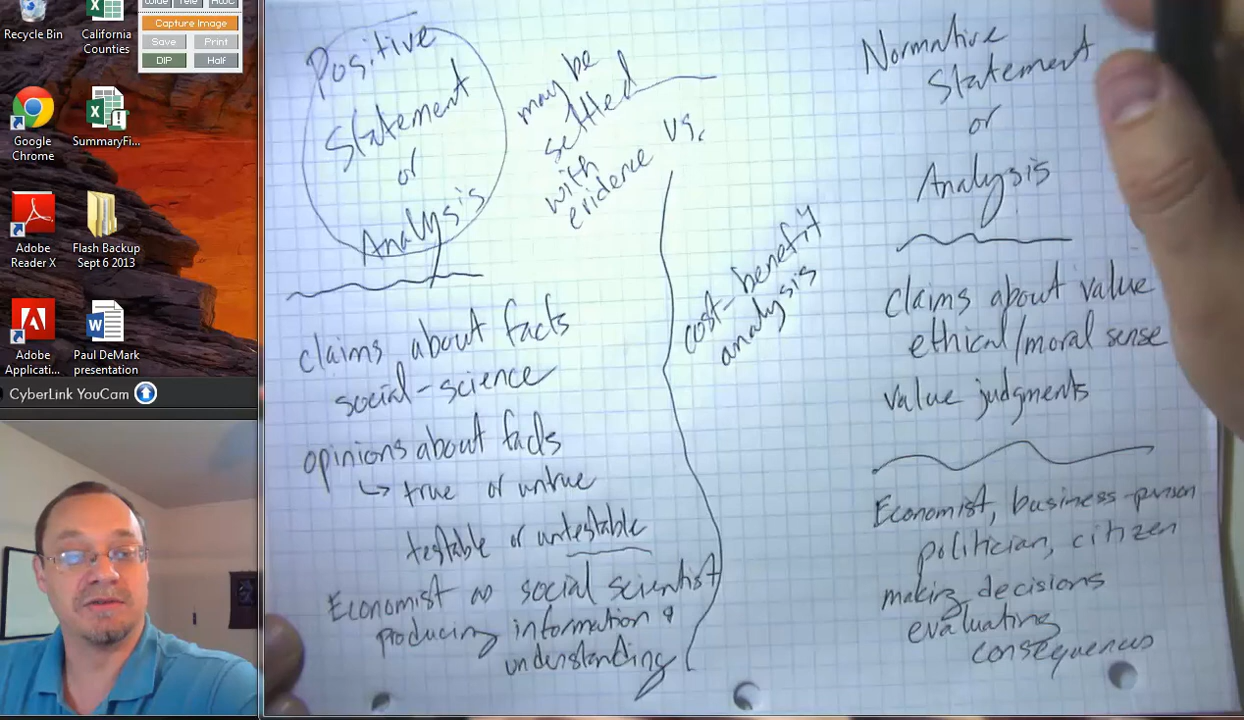 Wide Tele HWC
Capture Image
Save Print
DIP Half
Recycle Bin
California
Counties
Google
Chrome
SummaryFi...
Adobe
Reader X
Flash Backup
Sept 6 2013
Adobe
Applicati...
Paul DeMark
presentation
CyberLink YouCam
Positive
Statement
or
Analysis
may be
settled
with
evidence
vs.
Normative
Statement
or
Analysis
claims about facts
social-science
opinions about facts
↳ true or untrue
testable or untestable
Economist as social scientist
producing information &
understanding
cost-benefit
analysis
claims about value
ethical/moral sense
value judgments
Economist, business-person
politician, citizen
making decisions
evaluating
consequences